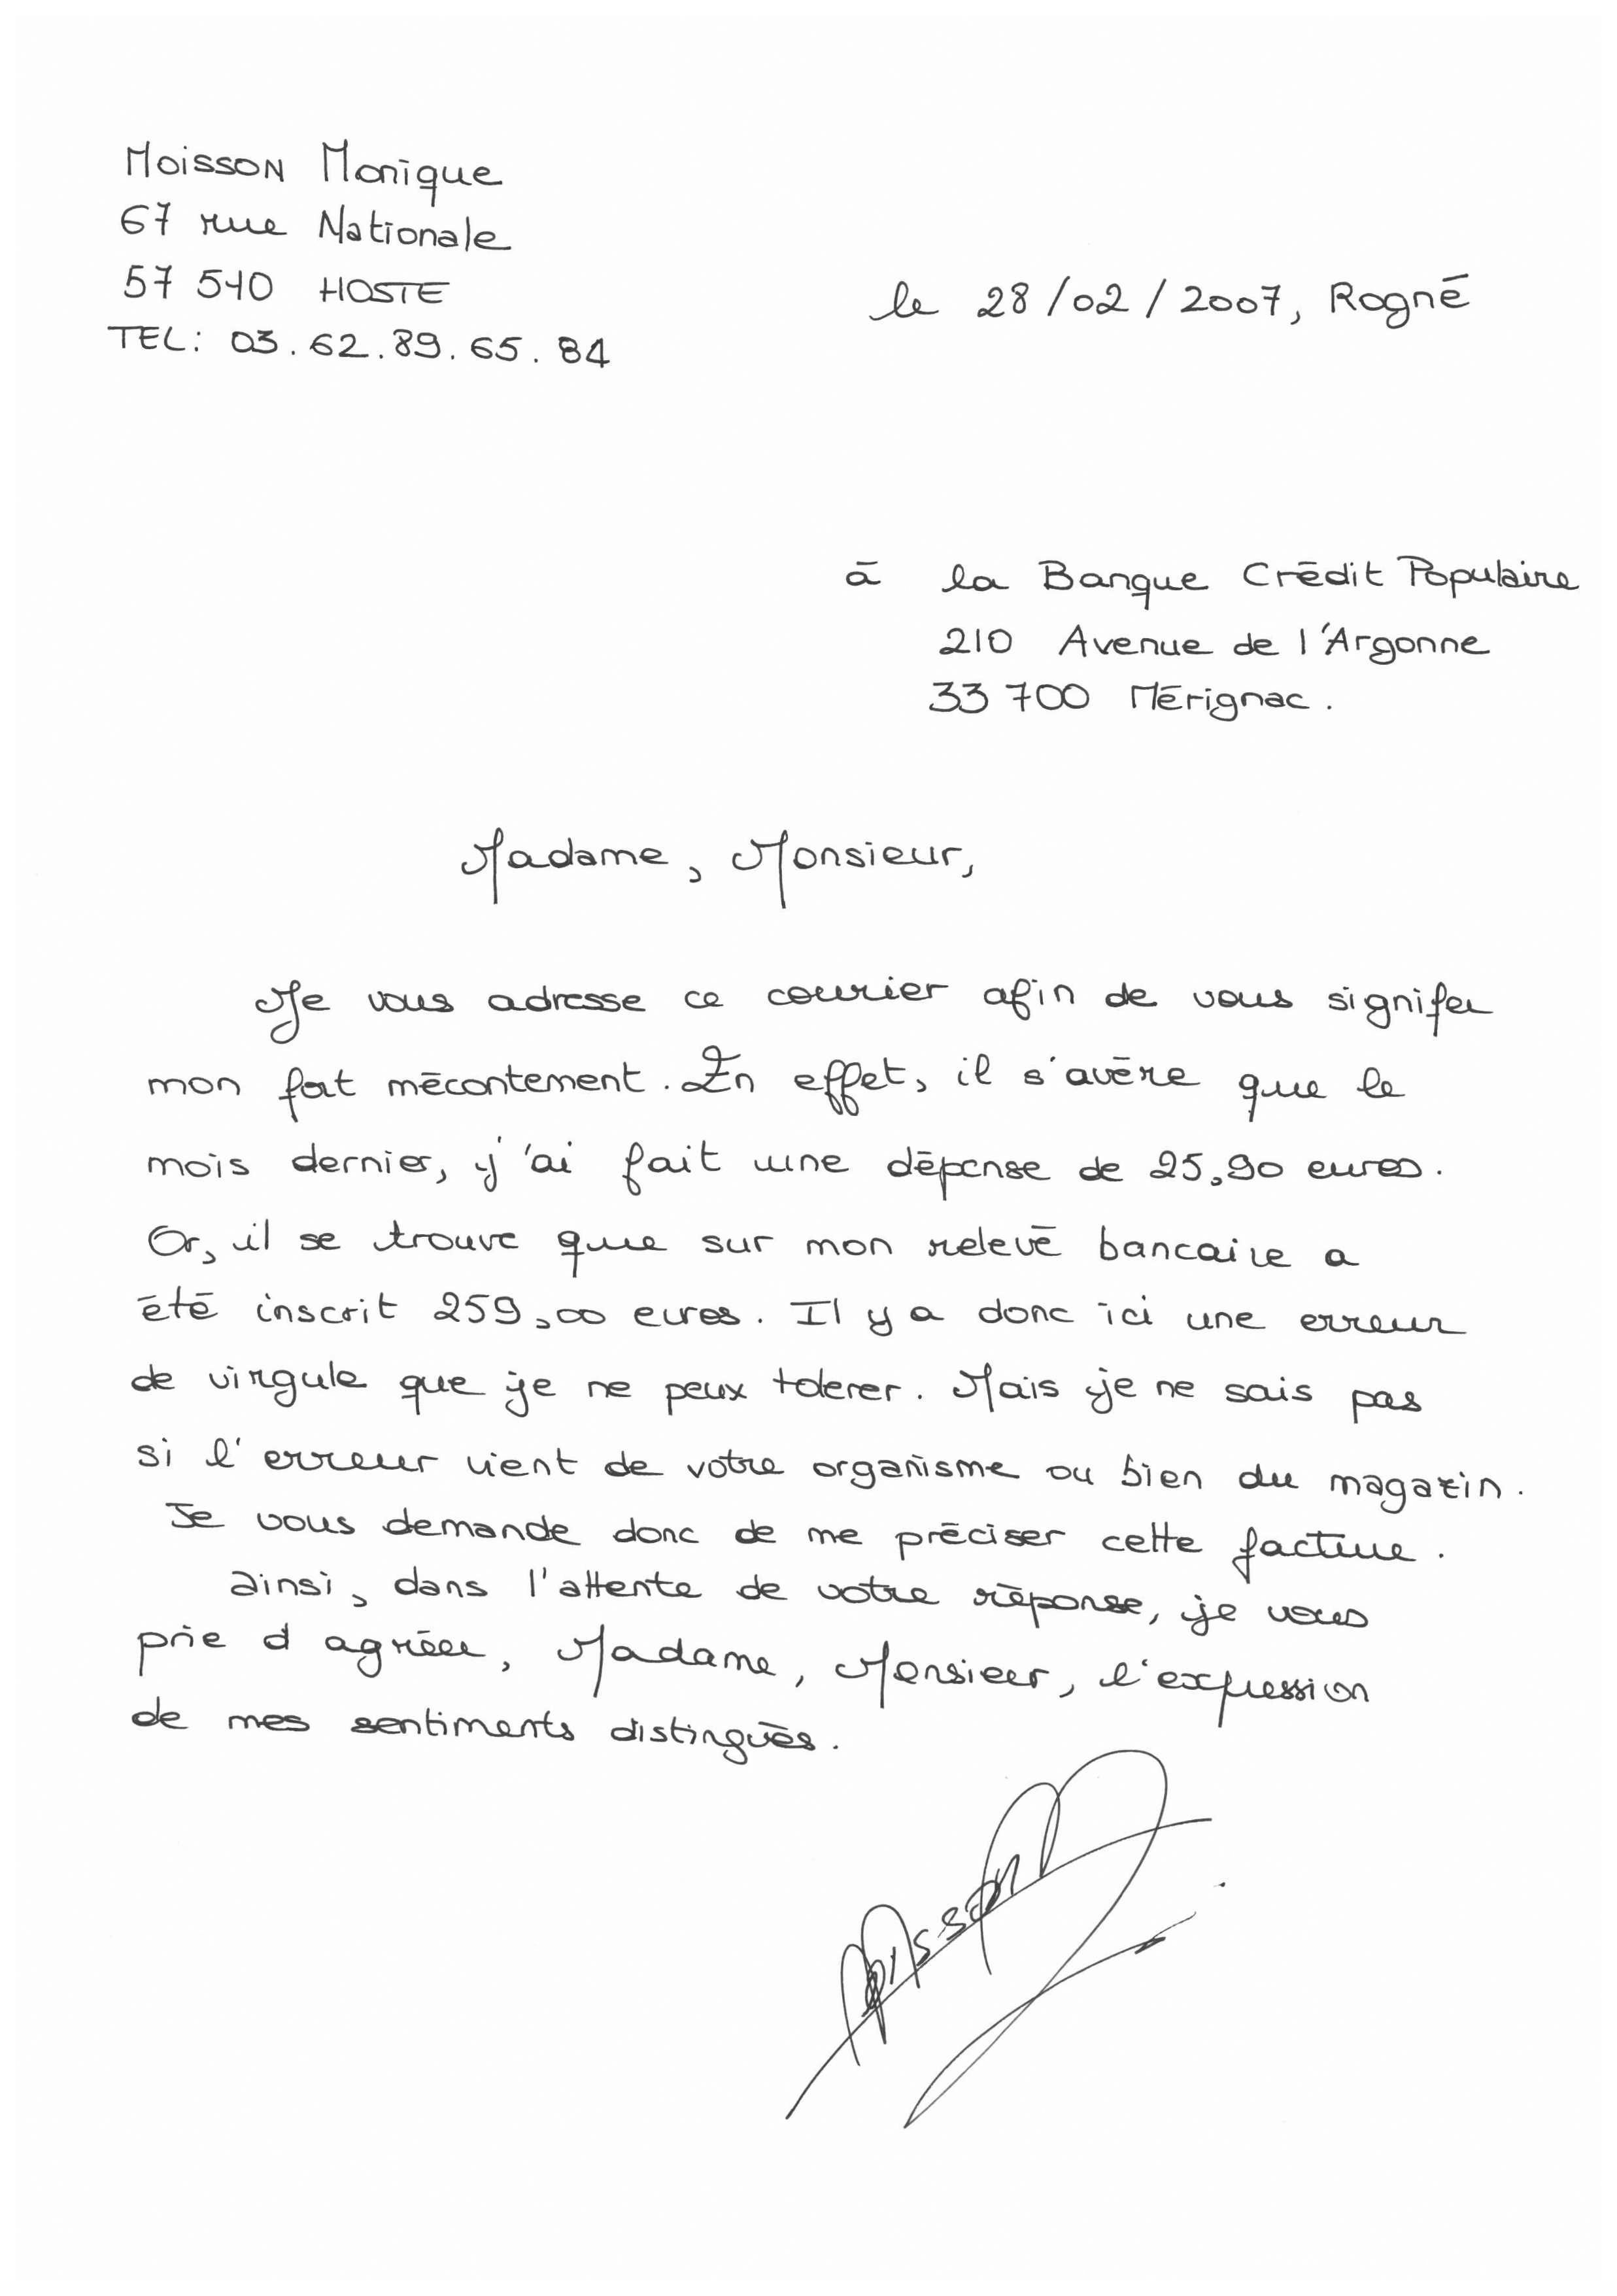 Moisson Monique
67 rue Nationale
57 510 HOSTE
TEL: 03.62.89.65.84
le 28/02/2007, Rogné
à la Banque Crédit Populaire
210 Avenue de l'Argonne
33 700 Mérignac.
Madame, Monsieur,
Je vous adresse ce courrier afin de vous signifer
mon fort mécontement. En effet, il s'avère que le
mois dernier, j'ai fait une dépense de 25,90 euros.
Or, il se trouve que sur mon relevé bancaire a
été inscrit 259,00 euros. Il y a donc ici une erreur
de virgule que je ne peux tolerer. Mais je ne sais pas
si l'erreur vient de votre organisme ou bien du magazin.
Je vous demande donc de me préciser cette facture.
ainsi, dans l'attente de votre réponse, je vous
prie d agréer, Madame, Monsieur, l'expression
de mes sentiments distingués.
Moisson